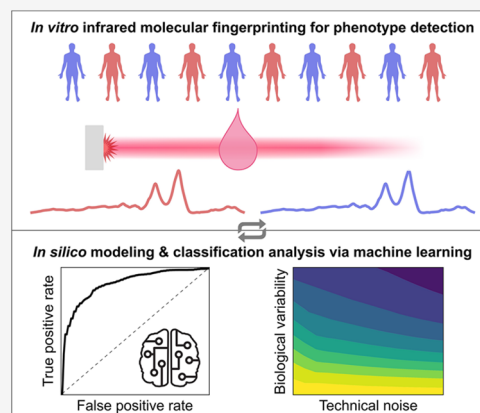 In vitro infrared molecular fingerprinting for phenotype detection
In silico modeling & classification analysis via machine learning
True positive rate
False positive rate
Biological variability
Technical noise